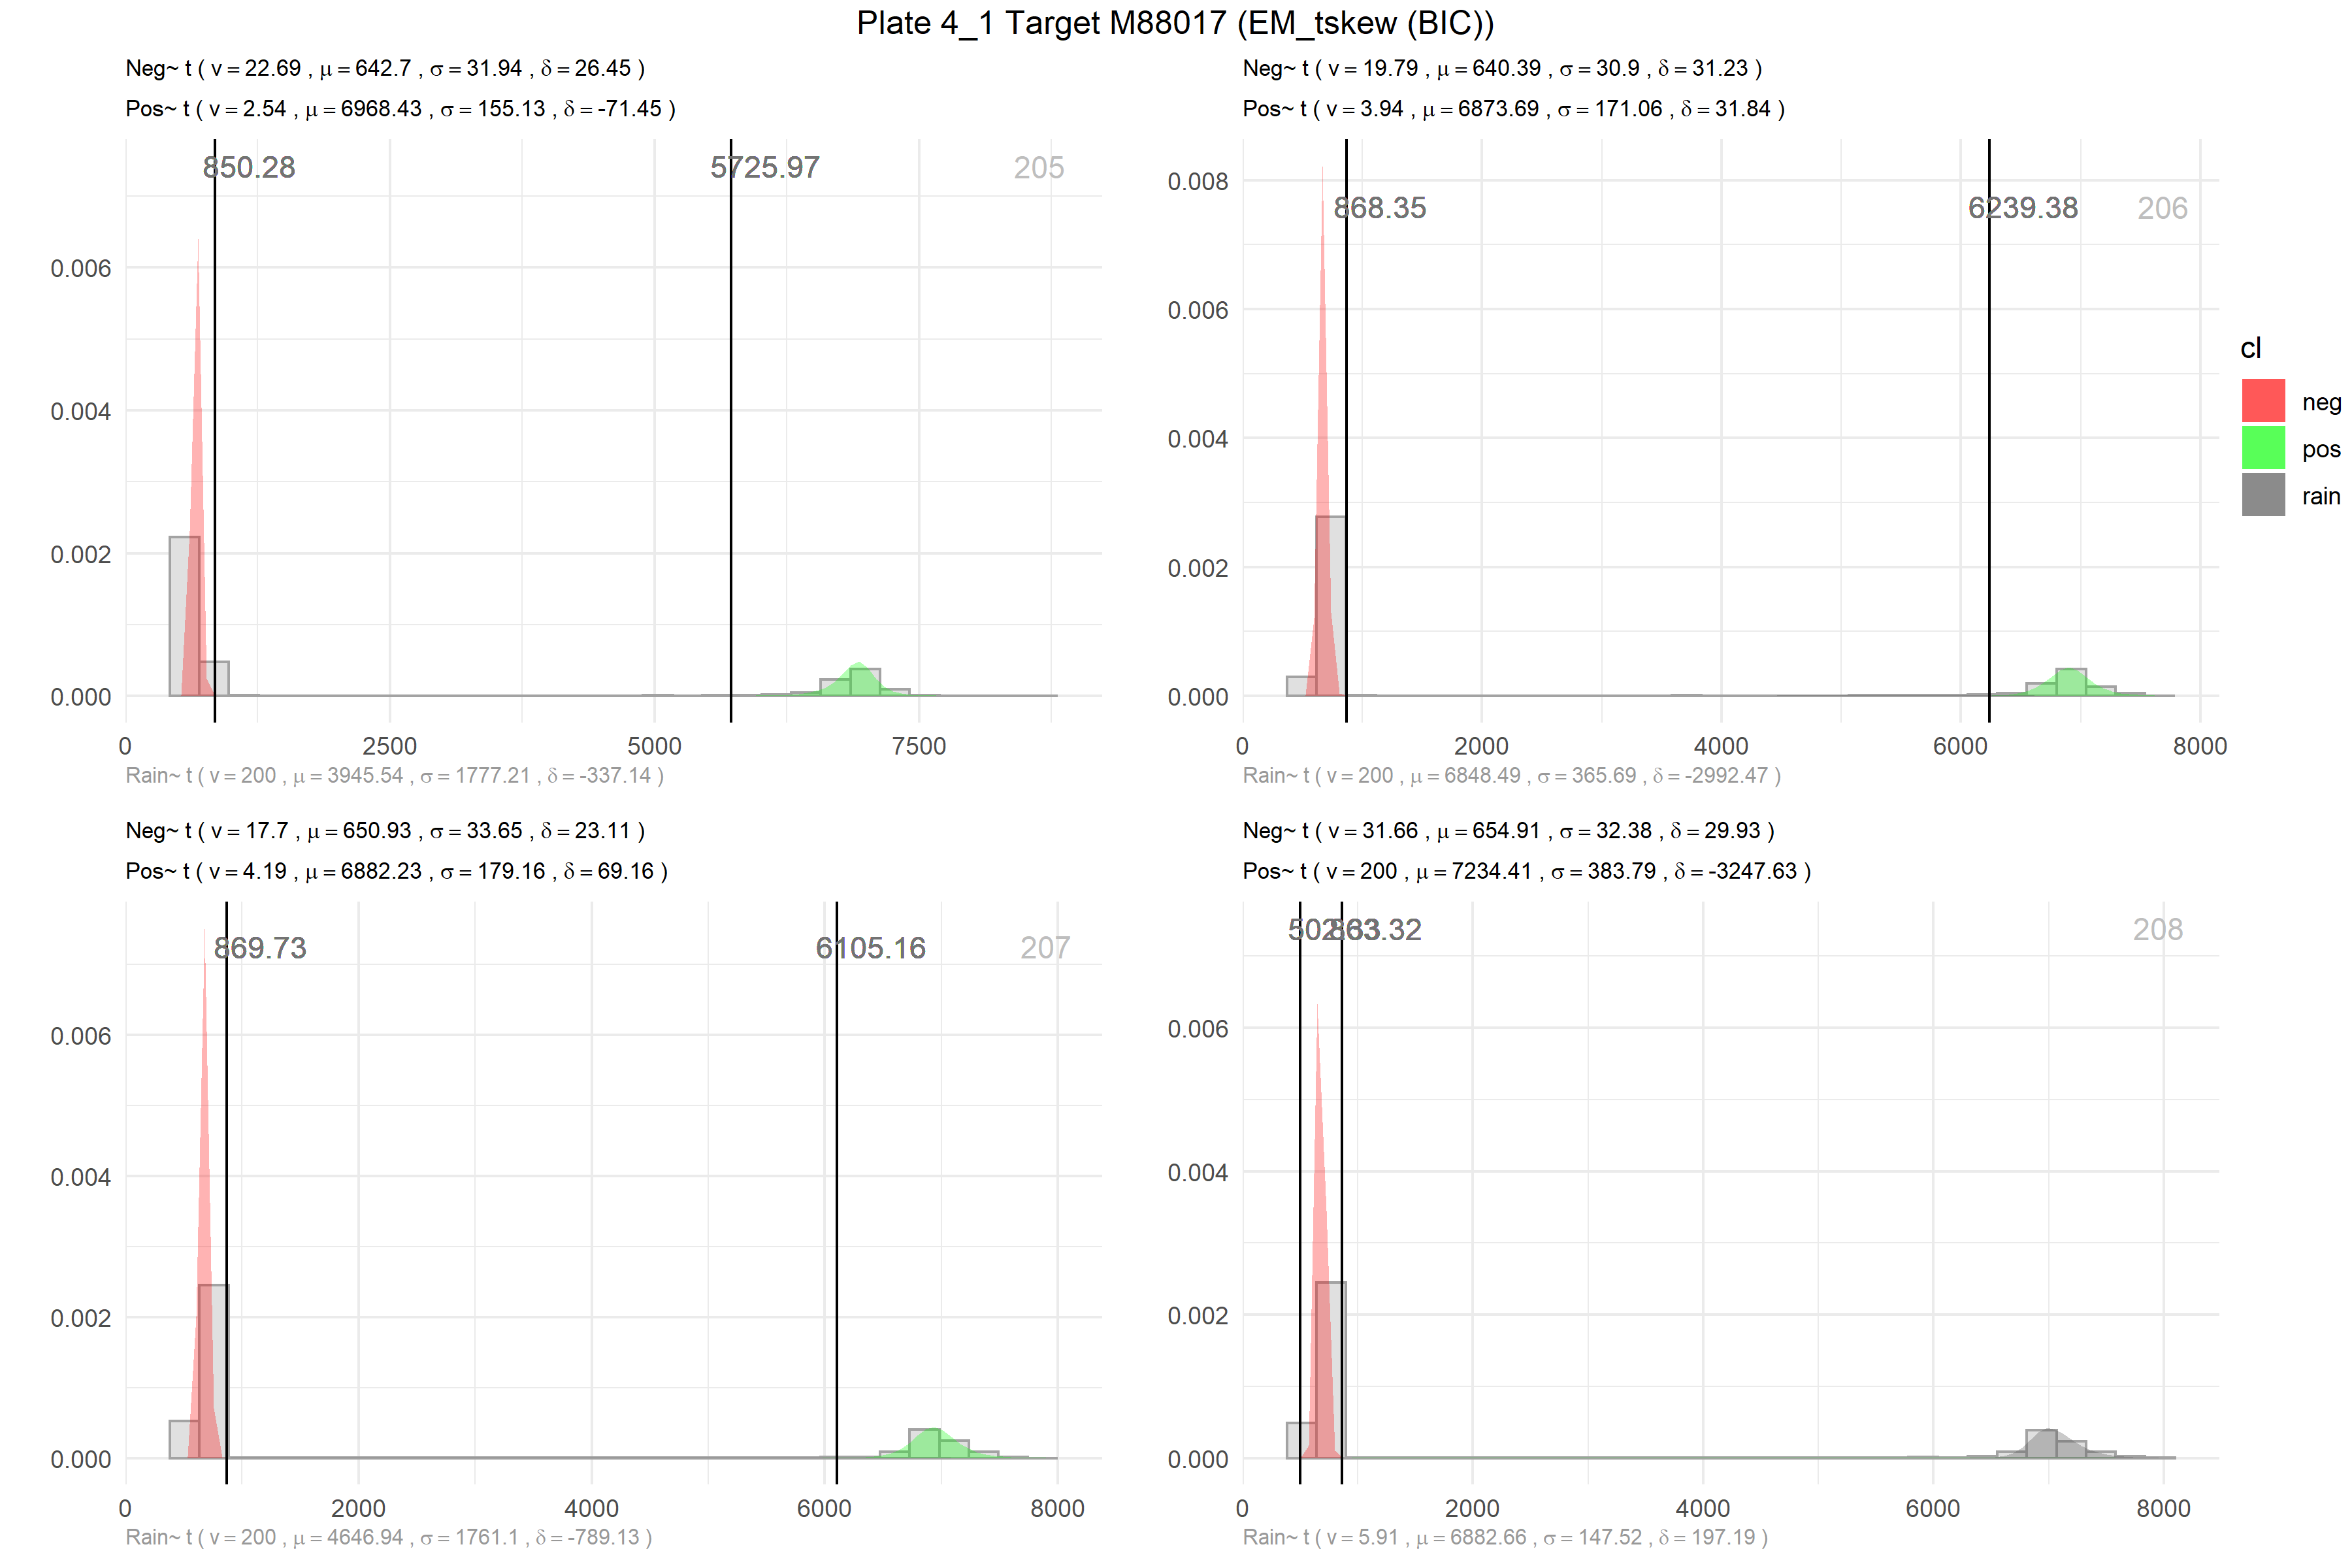 Plate 4_1 Target M88017 (EM_tskew (BIC))
Neg~ t ( ν = 22.69 , μ = 642.7 , σ = 31.94 , δ = 26.45 )
Pos~ t ( ν = 2.54 , μ = 6968.43 , σ = 155.13 , δ = -71.45 )
850.28 5725.97 205
0.006
0.004
0.002
0.000
0 2500 5000 7500
Rain~ t ( ν = 200 , μ = 3945.54 , σ = 1777.21 , δ = -337.14 )
Neg~ t ( ν = 19.79 , μ = 640.39 , σ = 30.9 , δ = 31.23 )
Pos~ t ( ν = 3.94 , μ = 6873.69 , σ = 171.06 , δ = 31.84 )
0.008
868.35 6239.38 206
0.006
0.004
0.002
0.000
0 2000 4000 6000 8000
Rain~ t ( ν = 200 , μ = 6848.49 , σ = 365.69 , δ = -2992.47 )
cl
neg
pos
rain
Neg~ t ( ν = 17.7 , μ = 650.93 , σ = 33.65 , δ = 23.11 )
Pos~ t ( ν = 4.19 , μ = 6882.23 , σ = 179.16 , δ = 69.16 )
869.73 6105.16 207
0.006
0.004
0.002
0.000
0 2000 4000 6000 8000
Rain~ t ( ν = 200 , μ = 4646.94 , σ = 1761.1 , δ = -789.13 )
Neg~ t ( ν = 31.66 , μ = 654.91 , σ = 32.38 , δ = 29.93 )
Pos~ t ( ν = 200 , μ = 7234.41 , σ = 383.79 , δ = -3247.63 )
208
0.006
0.004
0.002
0.000
0 2000 4000 6000 8000
Rain~ t ( ν = 5.91 , μ = 6882.66 , σ = 147.52 , δ = 197.19 )